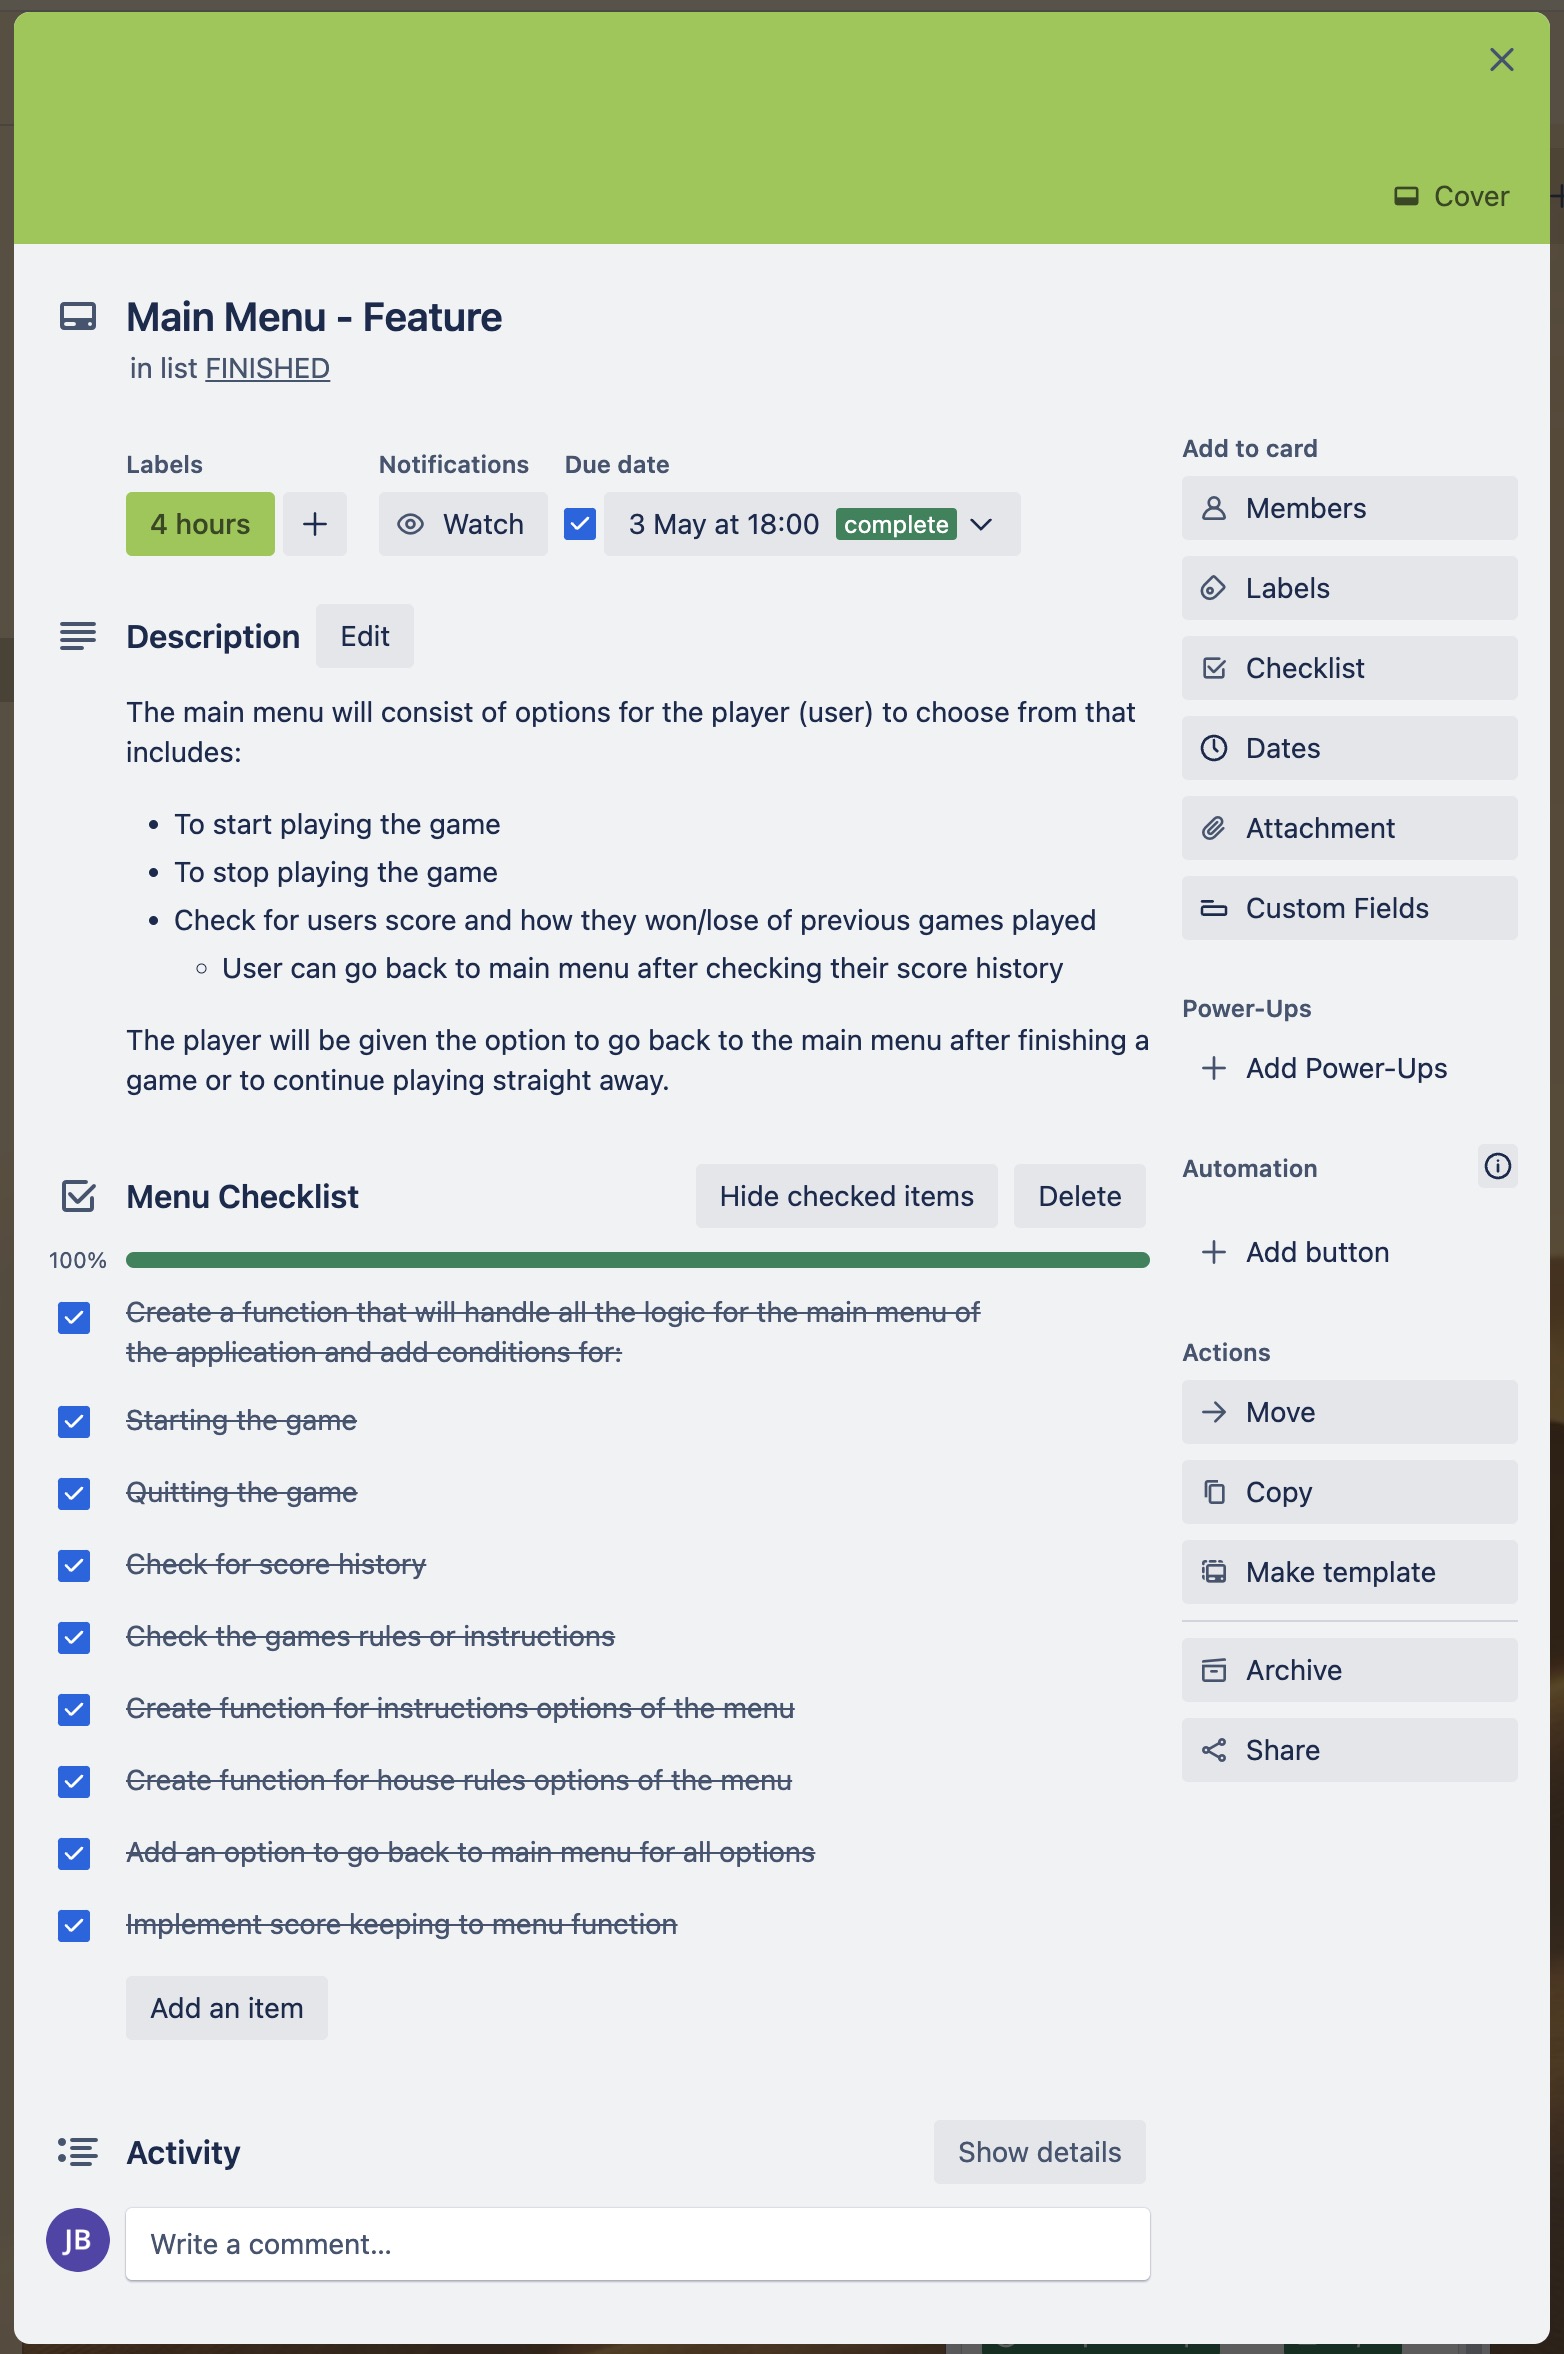 Cover
Main Menu - Feature
in list FINISHED
Labels
Notifications
Due date
4 hours
Watch
3 May at 18:00 complete
Description
Edit
The main menu will consist of options for the player (user) to choose from that
includes:
• To start playing the game
• To stop playing the game
• Check for users score and how they won/lose of previous games played
◦ User can go back to main menu after checking their score history
The player will be given the option to go back to the main menu after finishing a
game or to continue playing straight away.
Menu Checklist
Hide checked items
Delete
100%
Create a function that will handle all the logic for the main menu of
the application and add conditions for:
Starting the game
Quitting the game
Check for score history
Check the games rules or instructions
Create function for instructions options of the menu
Create function for house rules options of the menu
Add an option to go back to main menu for all options
Implement score keeping to menu function
Add an item
Activity
Show details
JB
Write a comment...
Add to card
Members
Labels
Checklist
Dates
Attachment
Custom Fields
Power-Ups
Add Power-Ups
Automation
Add button
Actions
Move
Copy
Make template
Archive
Share